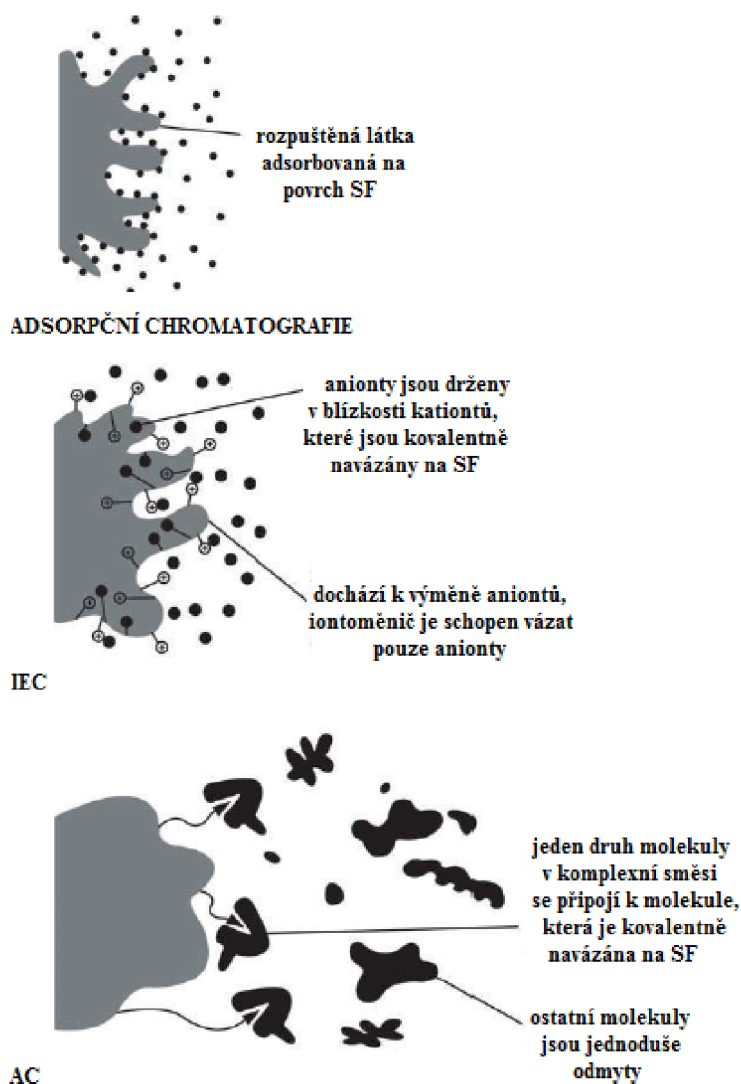 rozpuštěná látka
adsorbovaná na
povrch SF
ADSORPČNÍ CHROMATOGRAFIE
anionty jsou drženy
v blízkosti kationtů,
které jsou kovalentně
navázány na SF
dochází k výměně aniontů,
iontoměnič je schopen vázat
pouze anionty
IEC
jeden druh molekuly
v komplexní směsi
se připojí k molekule,
která je kovalentně
navázána na SF
ostatní molekuly
jsou jednoduše
odmyty
AC